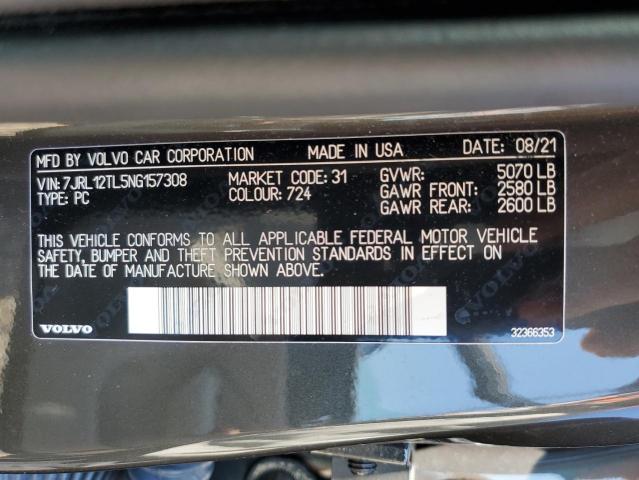 MFD BY VOLVO CAR CORPORATION MADE IN USA DATE: 08/21
VIN: 7JRL12TL5NG157308 MARKET CODE: 31 GVWR: 5070 LB
TYPE: PC COLOUR: 724 GAWR FRONT: 2580 LB
GAWR REAR: 2600 LB
THIS VEHICLE CONFORMS TO ALL APPLICABLE FEDERAL MOTOR VEHICLE
SAFETY, BUMPER AND THEFT PREVENTION STANDARDS IN EFFECT ON
THE DATE OF MANUFACTURE SHOWN ABOVE.
VOLVO 32366353